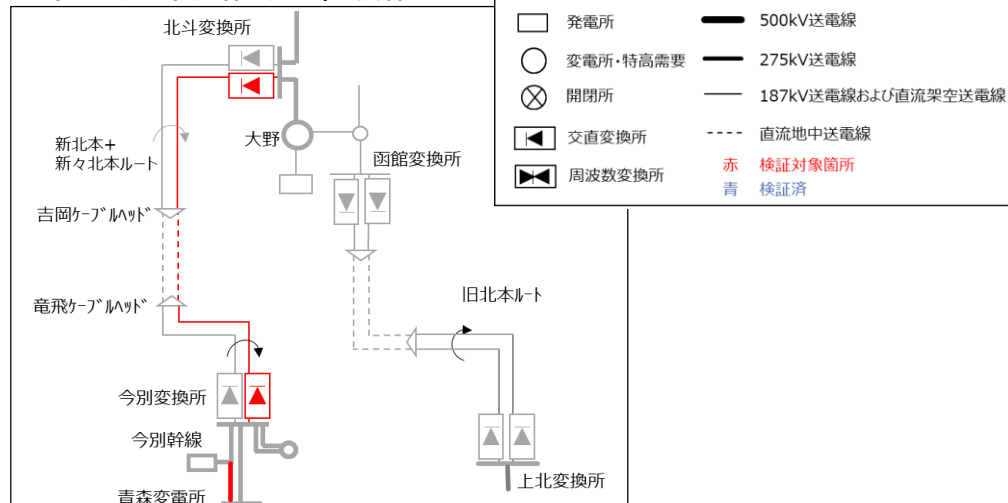 北斗変換所
大野
函館変換所
新北本+
新々北本ルート
吉岡ケーブルヘッド
竜飛ケーブルヘッド
旧北本ルート
今別変換所
今別幹線
青森変電所
上北変換所
発電所
500kV送電線
変電所・特高需要
275kV送電線
開閉所
187kV送電線および直流架空送電線
交直変換所
直流地中送電線
周波数変換所
赤 検証対象箇所
青 検証済